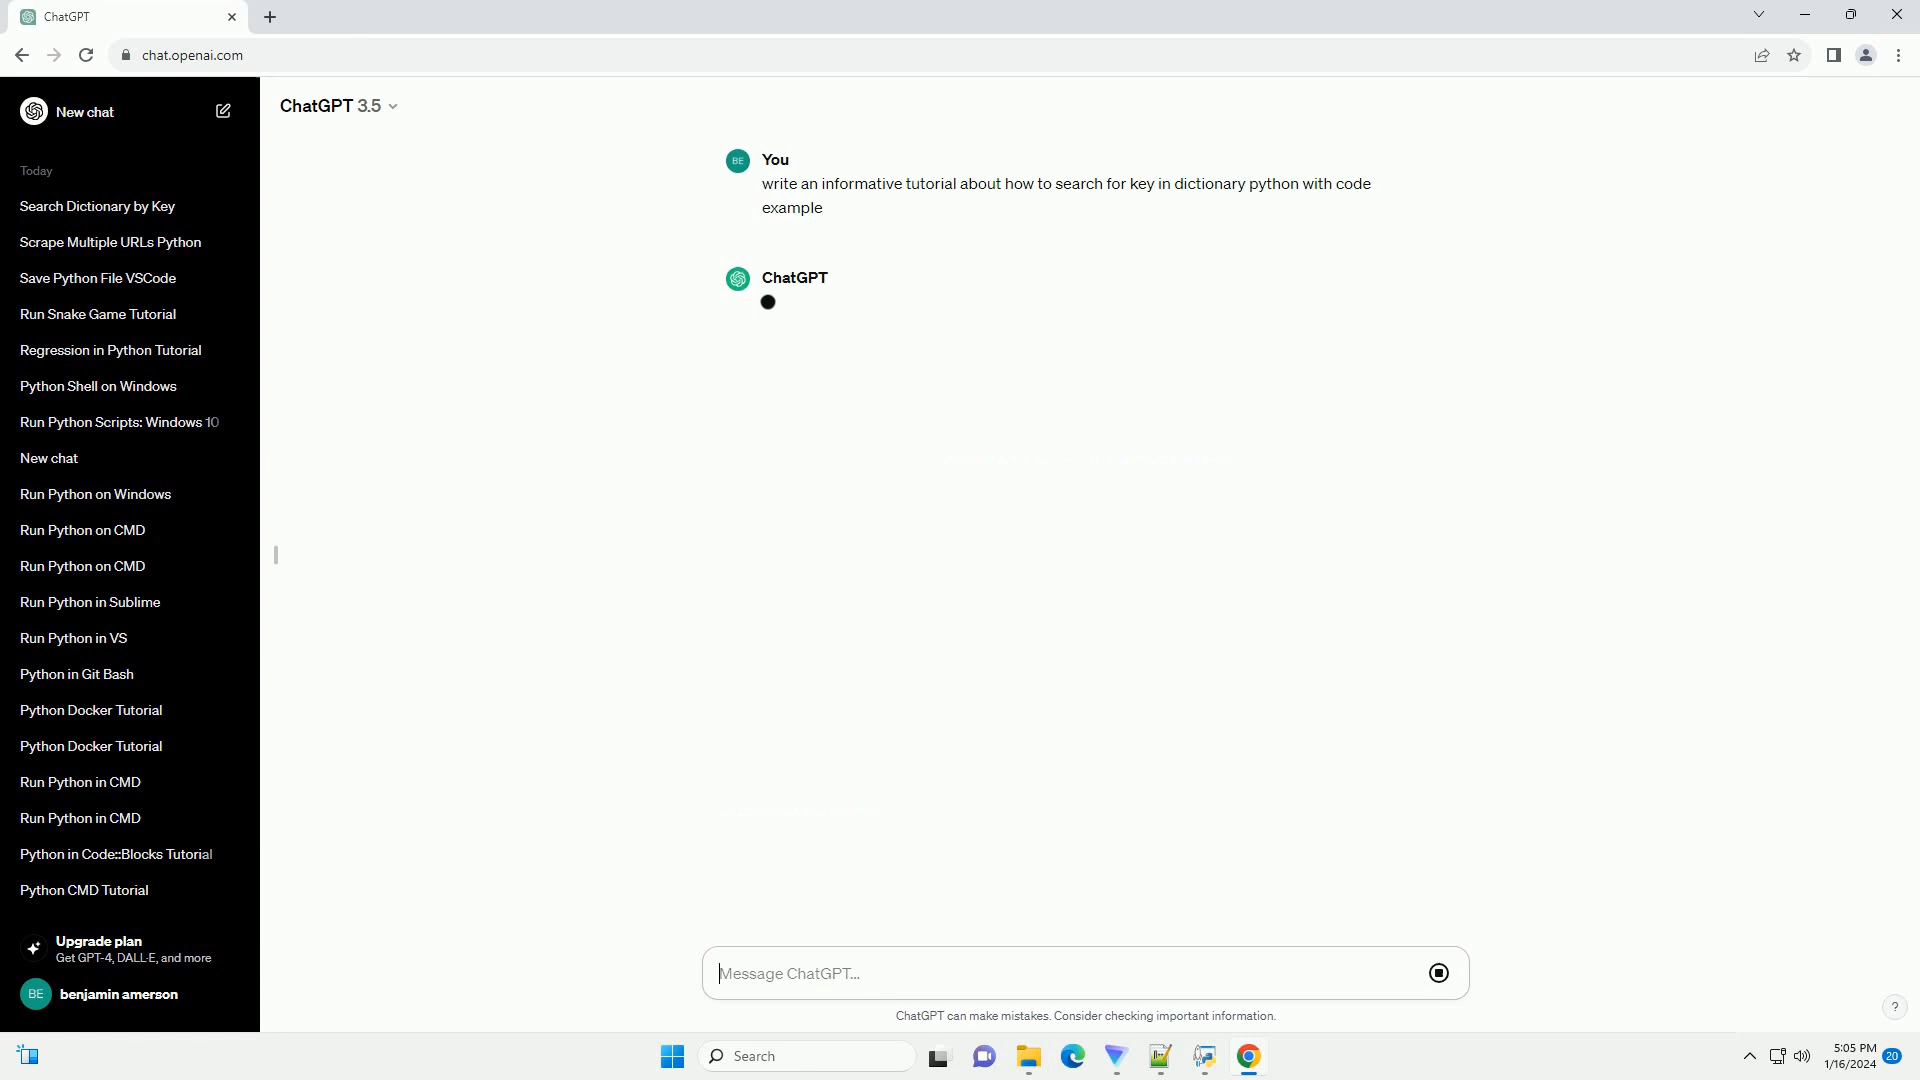 ChatGPT
chat.openai.com
New chat
Today
Search Dictionary by Key
Scrape Multiple URLs Python
Save Python File VSCode
Run Snake Game Tutorial
Regression in Python Tutorial
Python Shell on Windows
Run Python Scripts: Windows 10
New chat
Run Python on Windows
Run Python on CMD
Run Python on CMD
Run Python in Sublime
Run Python in VS
Python in Git Bash
Python Docker Tutorial
Python Docker Tutorial
Run Python in CMD
Run Python in CMD
Python in Code::Blocks Tutorial
Python CMD Tutorial
Upgrade plan
Get GPT-4, DALL·E, and more
BE
benjamin amerson
ChatGPT 3.5
BE
You
write an informative tutorial about how to search for key in dictionary python with code
example
ChatGPT
Message ChatGPT...
ChatGPT can make mistakes. Consider checking important information.
?
Search
5:05 PM
1/16/2024
20